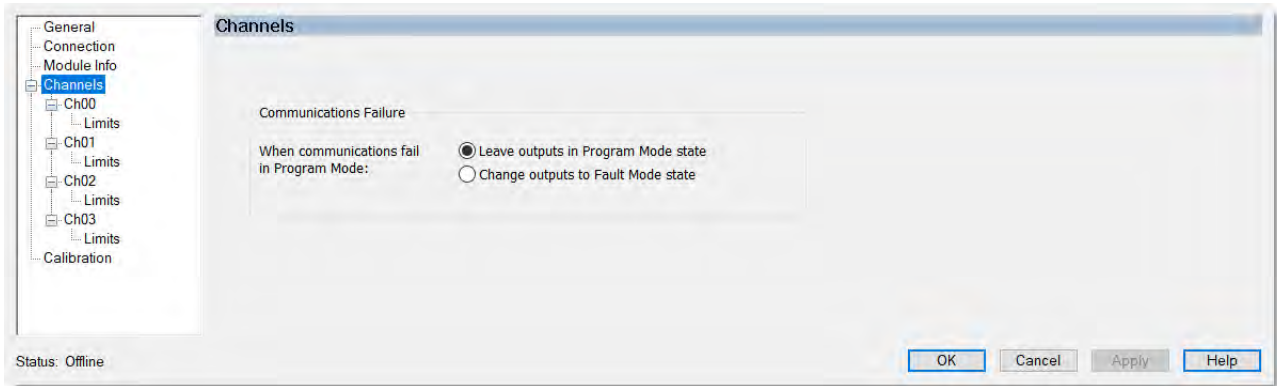 General
Connection
Module Info
Channels
Ch00
Limits
Ch01
Limits
Ch02
Limits
Ch03
Limits
Calibration
Channels
Communications Failure
When communications fail
in Program Mode:
Leave outputs in Program Mode state
Change outputs to Fault Mode state
Status: Offline
OK
Cancel
Apply
Help